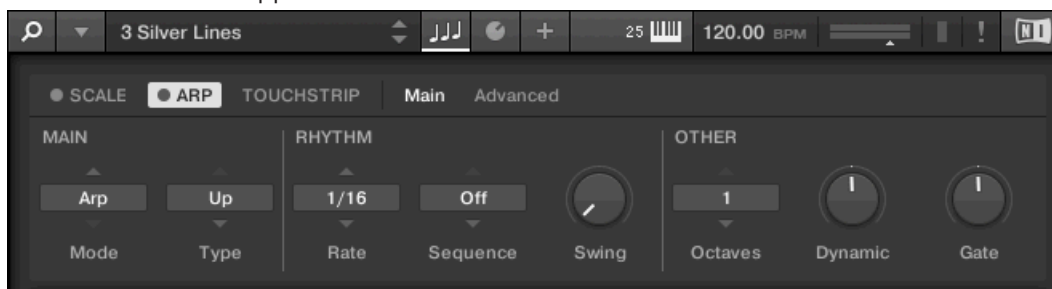 3 Silver Lines 25 120.00 BPM ! NI
SCALE ARP TOUCHSTRIP Main Advanced
MAIN RHYTHM OTHER
Arp Up 1/16 Off 1
Mode Type Rate Sequence Swing Octaves Dynamic Gate